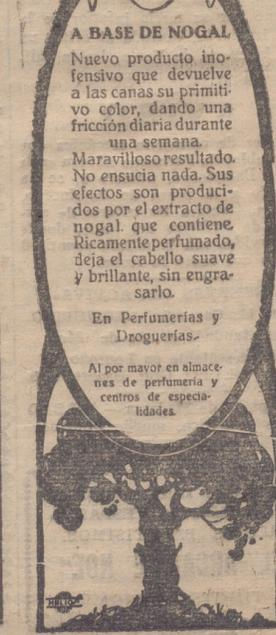 A BASE DE NOGAL
Nuevo producto ino-
fensivo que devuelve
a las canas su primiti-
vo color, dando una
fricción diaria durante
una semana.
Maravilloso resultado.
No ensucia nada. Sus
efectos son produci-
dos por el extracto de
nogal que contiene.
Ricamente perfumado,
deja el cabello suave
y brillante, sin engra-
sarlo.
En Perfumerías y
Droguerías.
Al por mayor en almace-
nes de perfumería y
centros de especia-
lidades.
HELIOS